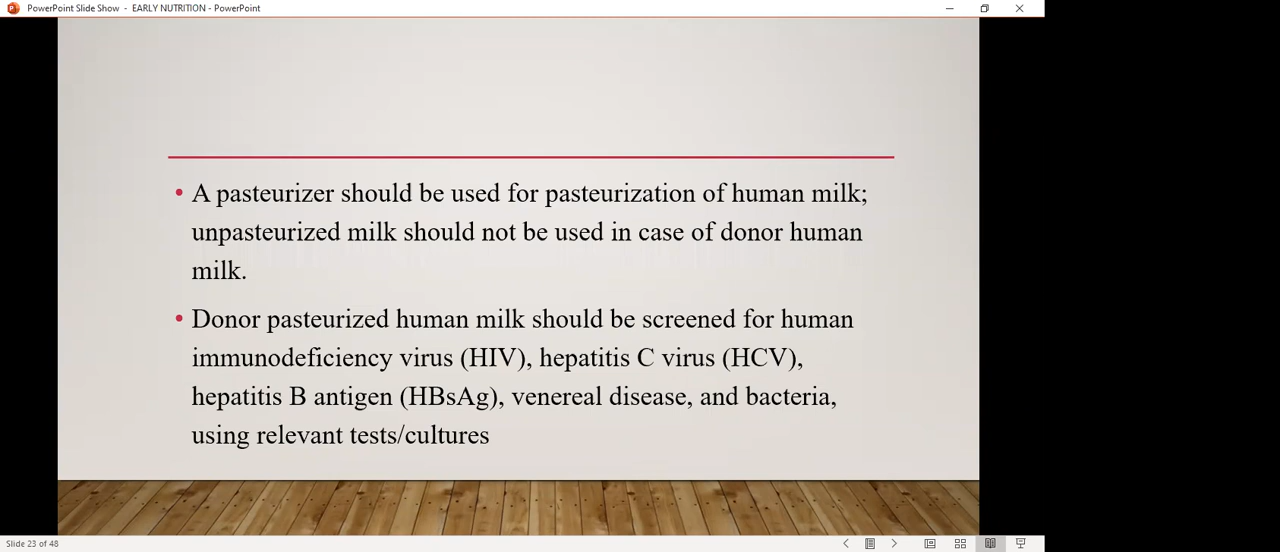 PowerPoint Slide Show - EARLY NUTRITION - PowerPoint
• A pasteurizer should be used for pasteurization of human milk;
unpasteurized milk should not be used in case of donor human
milk.
• Donor pasteurized human milk should be screened for human
immunodeficiency virus (HIV), hepatitis C virus (HCV),
hepatitis B antigen (HBsAg), venereal disease, and bacteria,
using relevant tests/cultures
Slide 23 of 48